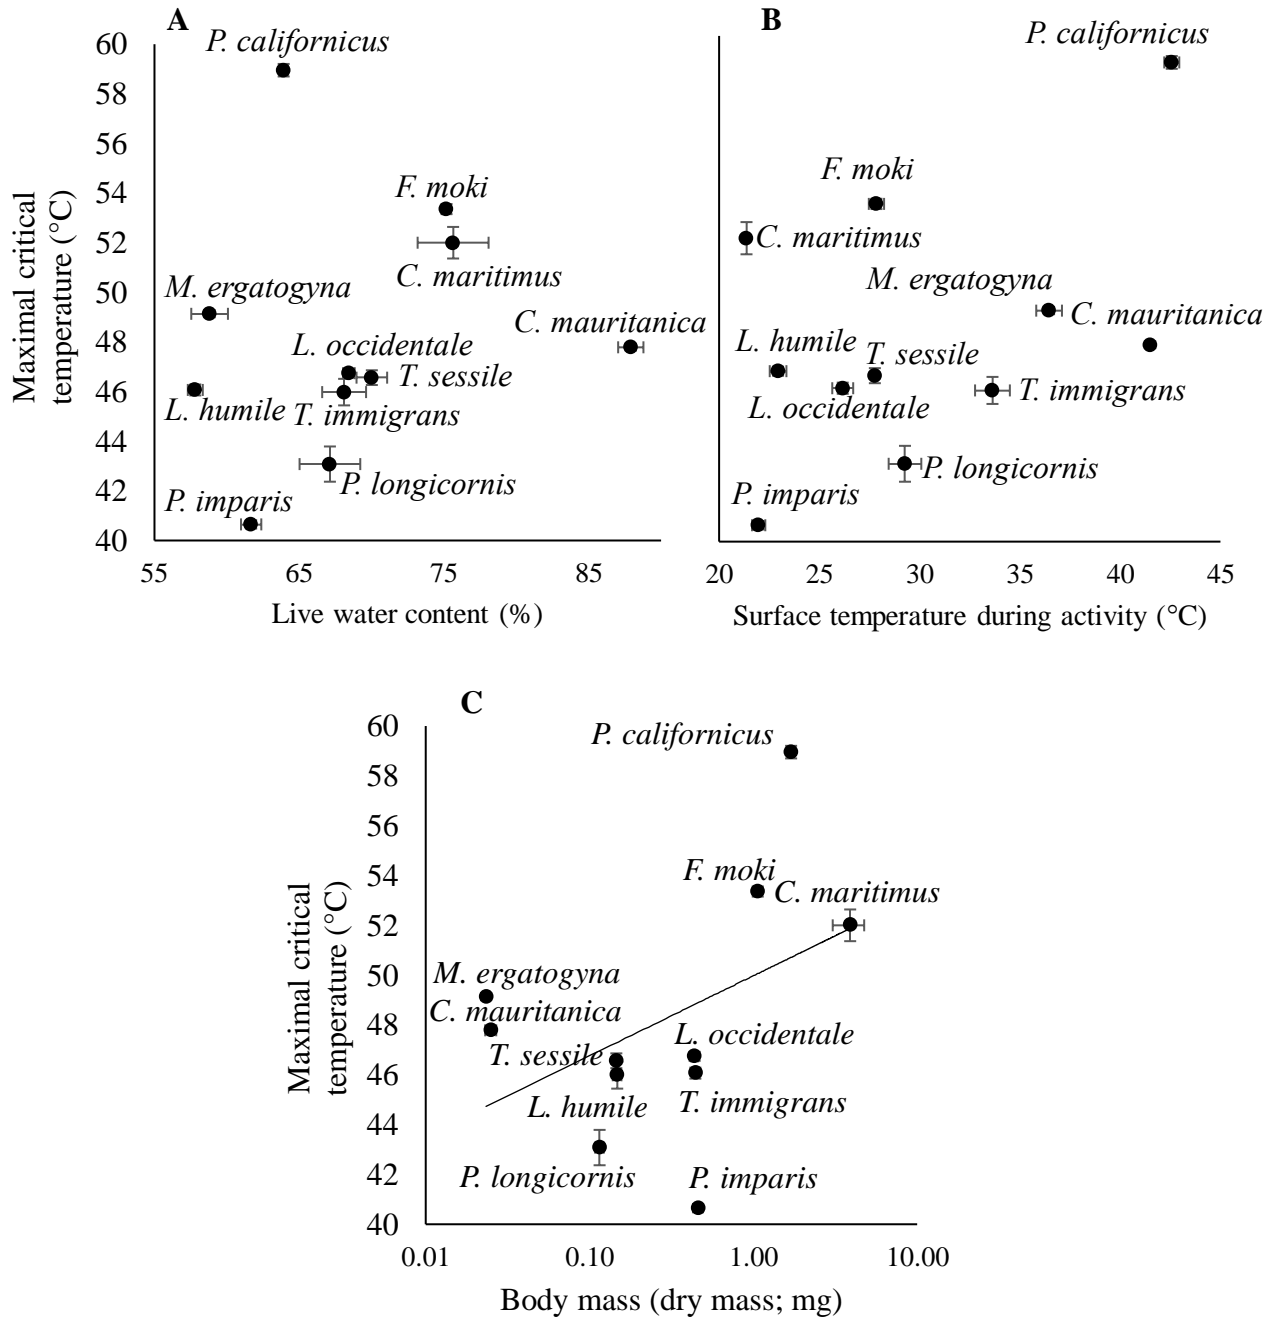 A
P. californicus
60
58
56
54
52
50
48
46
44
42
40
Maximal critical
temperature (°C)
F. moki
C. maritimus
M. ergatogyna
C. mauritanica
L. occidentale
T. sessile
L. humile
T. immigrans
P. longicornis
P. imparis
55 65 75 85
Live water content (%)
B
P. californicus
F. moki
C. maritimus
M. ergatogyna
C. mauritanica
L. humile
T. sessile
L. occidentale
T. immigrans
P. longicornis
P. imparis
20 25 30 35 40 45
Surface temperature during activity (°C)
C
60
58
56
54
52
50
48
46
44
42
40
Maximal critical
temperature (°C)
P. californicus
F. moki
C. maritimus
M. ergatogyna
C. mauritanica
L. occidentale
T. sessile
L. humile
T. immigrans
P. longicornis
P. imparis
0.01 0.10 1.00 10.00
Body mass (dry mass; mg)